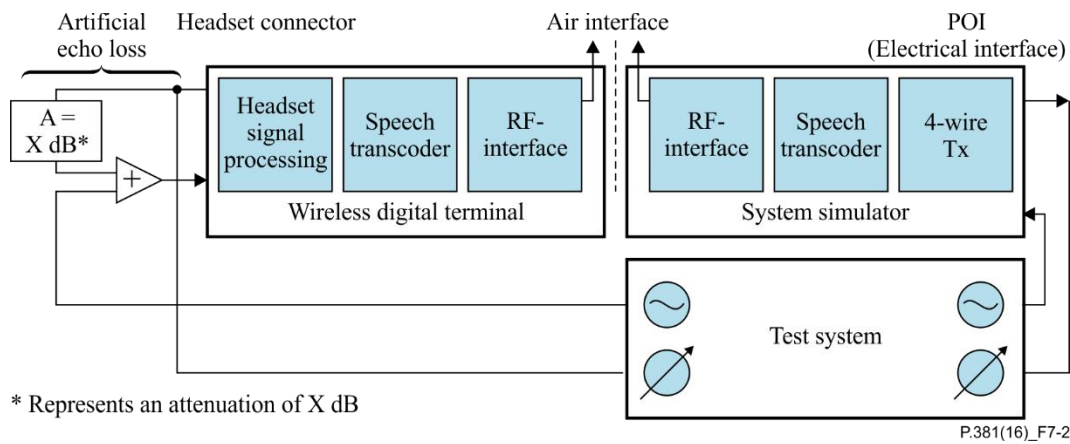 Artificial
echo loss
Headset connector
Air interface
POI
(Electrical interface)
A =
X dB*
+
Headset
signal
processing
Speech
transcoder
RF-
interface
Wireless digital terminal
RF-
interface
Speech
transcoder
4-wire
Tx
System simulator
Test system
* Represents an attenuation of X dB
P.381(16)_F7-2